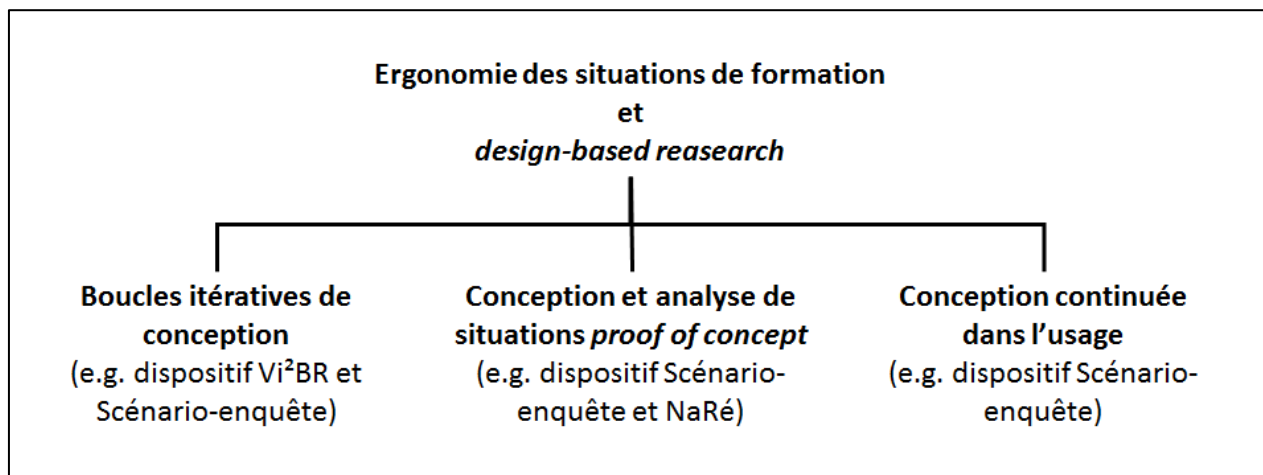 Ergonomie des situations de formation
et
design-based reasearch
Boucles itératives de
conception
(e.g. dispositif Vi²BR et
Scénario-enquête)
Conception et analyse de
situations proof of concept
(e.g. dispositif Scénario-
enquête et NaRé)
Conception continuée
dans l’usage
(e.g. dispositif Scénario-
enquête)